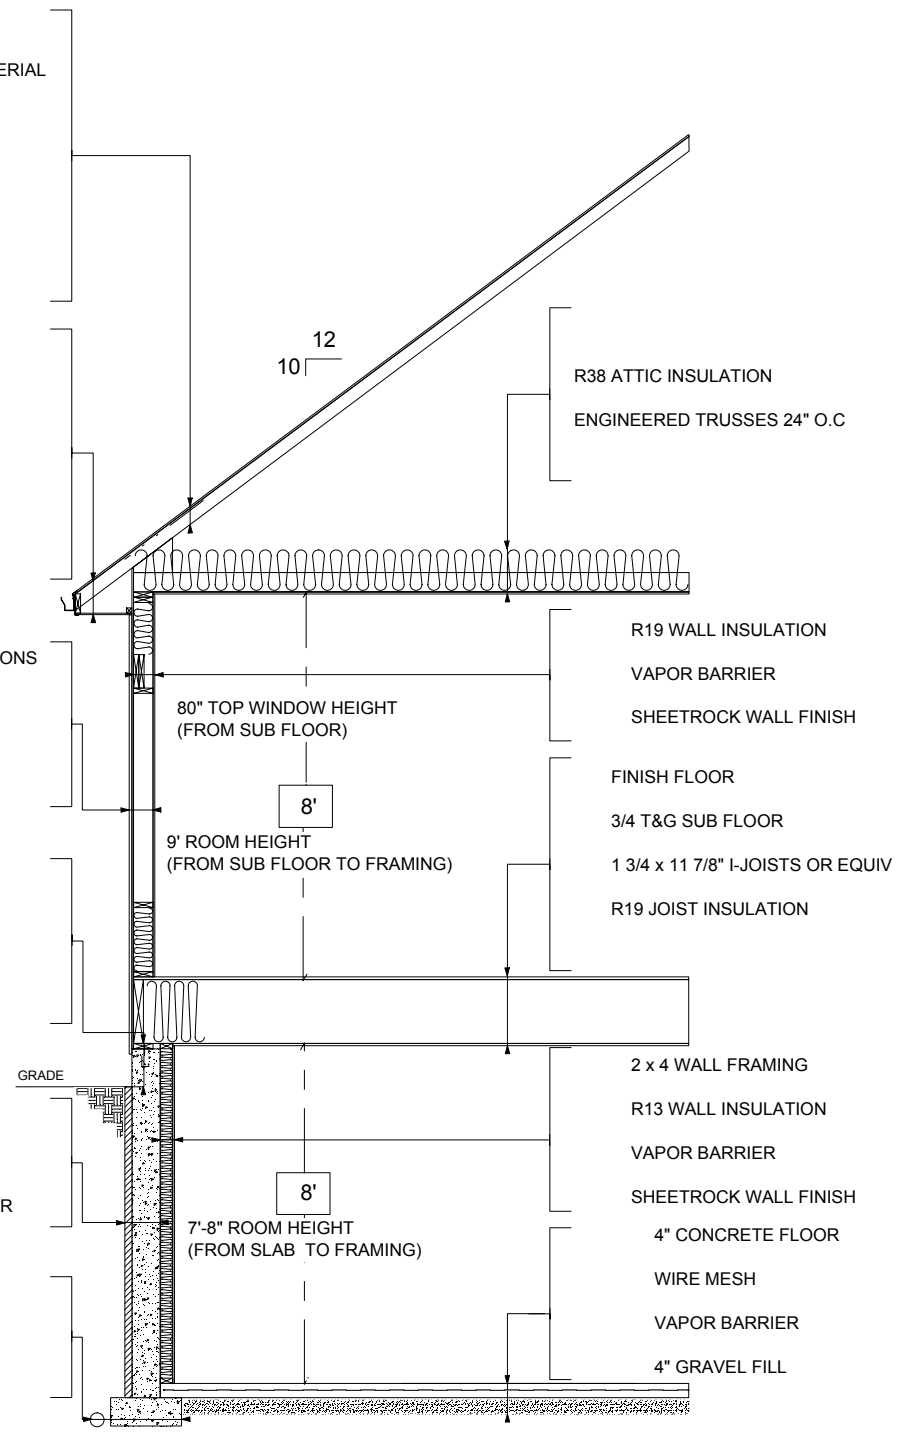 ERIAL
12
10
R38 ATTIC INSULATION
ENGINEERED TRUSSES 24" O.C
R19 WALL INSULATION
ONS
VAPOR BARRIER
80" TOP WINDOW HEIGHT
(FROM SUB FLOOR)
SHEETROCK WALL FINISH
FINISH FLOOR
8'
3/4 T&G SUB FLOOR
9' ROOM HEIGHT
(FROM SUB FLOOR TO FRAMING)
1 3/4 x 11 7/8" I-JOISTS OR EQUIV
R19 JOIST INSULATION
2 x 4 WALL FRAMING
GRADE
R13 WALL INSULATION
VAPOR BARRIER
8'
SHEETROCK WALL FINISH
R
7'-8" ROOM HEIGHT
(FROM SLAB TO FRAMING)
4" CONCRETE FLOOR
WIRE MESH
VAPOR BARRIER
4" GRAVEL FILL